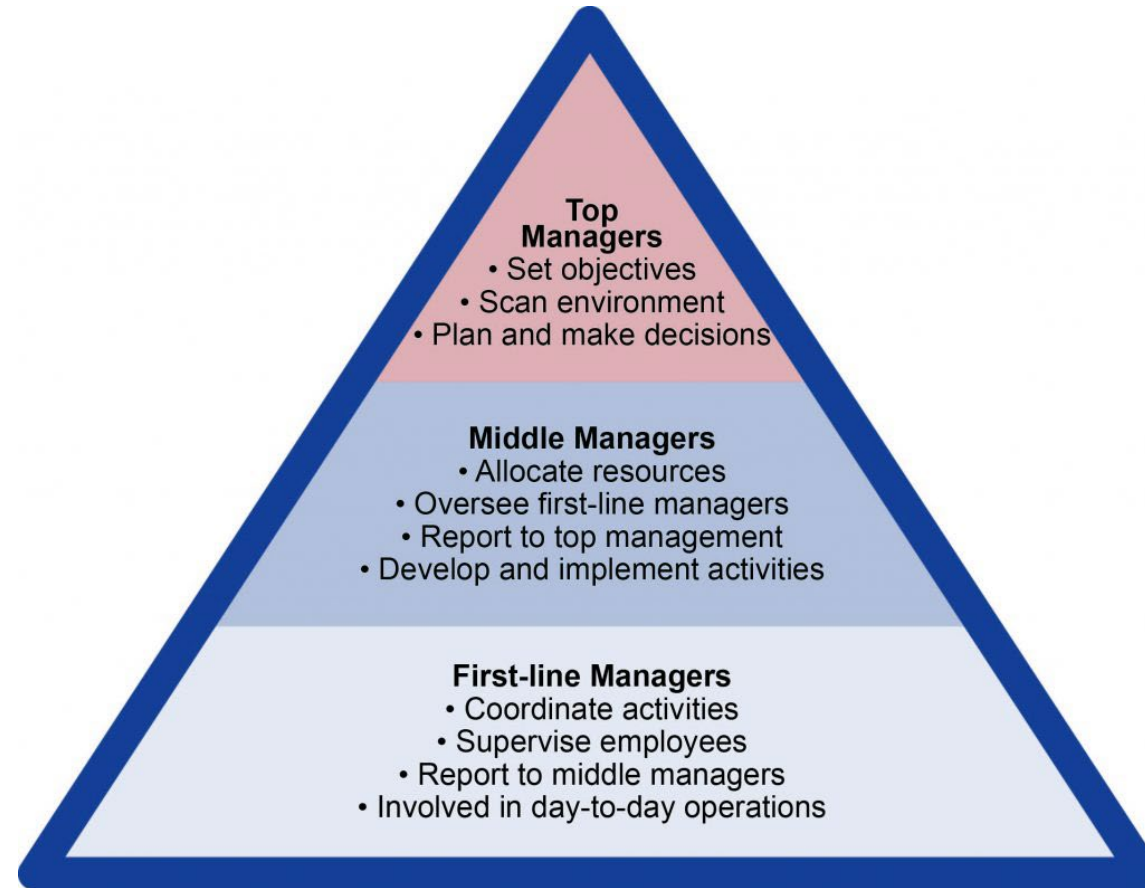 Top
Managers
• Set objectives
• Scan environment
• Plan and make decisions
Middle Managers
• Allocate resources
• Oversee first-line managers
• Report to top management
• Develop and implement activities
First-line Managers
• Coordinate activities
• Supervise employees
• Report to middle managers
• Involved in day-to-day operations